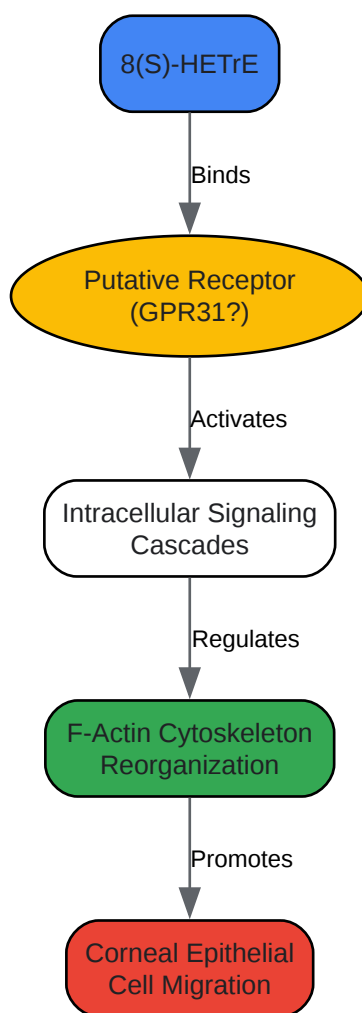 8(S)-HETrE
Binds
Putative Receptor
(GPR31?)
Activates
Intracellular Signaling
Cascades
Regulates
F-Actin Cytoskeleton
Reorganization
Promotes
Corneal Epithelial
Cell Migration